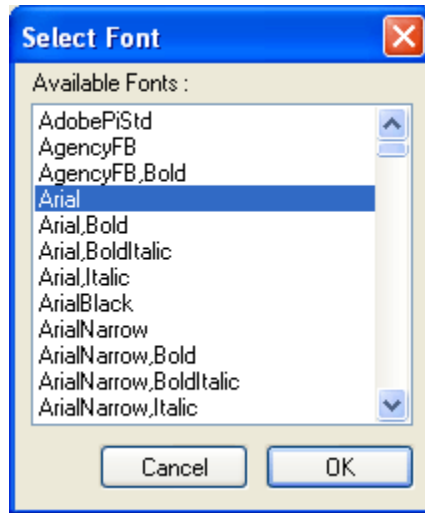 Select Font
Available Fonts :
AdobePiStd
AgencyFB
AgencyFB,Bold
Arial
Arial,Bold
Arial,BoldItalic
Arial,Italic
ArialBlack
ArialNarrow
ArialNarrow,Bold
ArialNarrow,BoldItalic
ArialNarrow,Italic
Cancel OK